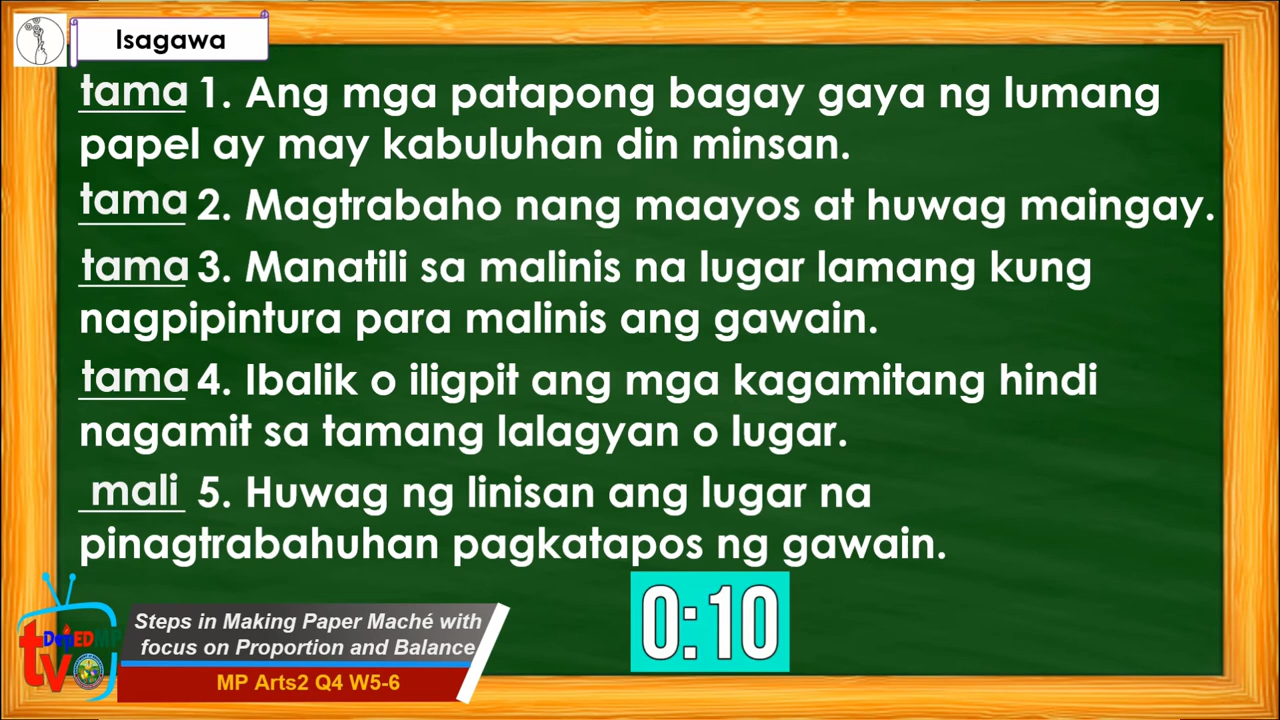 Isagawa
tama 1. Ang mga patapong bagay gaya ng lumang
papel ay may kabuluhan din minsan.
tama 2. Magtrabaho nang maayos at huwag maingay.
tama 3. Manatili sa malinis na lugar lamang kung
nagpipintura para malinis ang gawain.
tama 4. Ibalik o iligpit ang mga kagamitang hindi
nagamit sa tamang lalagyan o lugar.
mali 5. Huwag ng linisan ang lugar na
pinagtrabahuhan pagkatapos ng gawain.
0:10
Steps in Making Paper Maché with
focus on Proportion and Balance
MP Arts2 Q4 W5-6
DepEDMP
tv